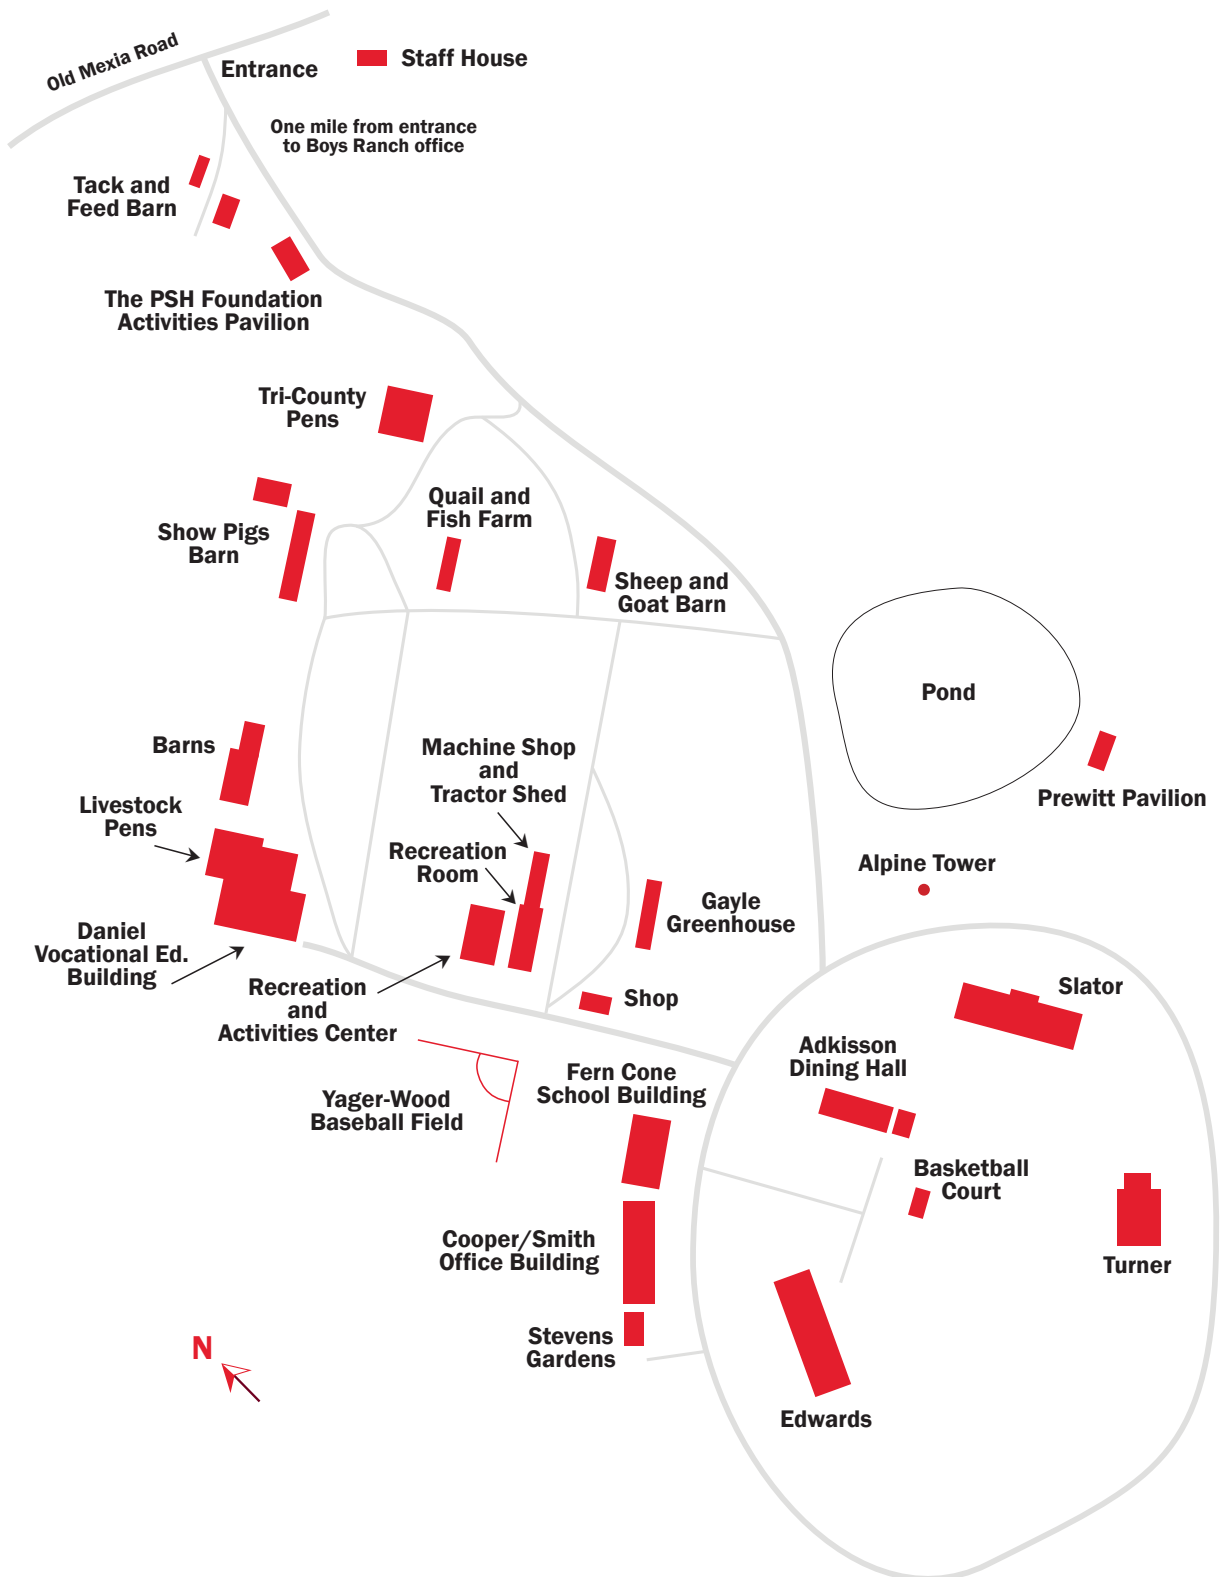 Old Mexia Road
Entrance
Staff House
One mile from entrance
to Boys Ranch office
Tack and
Feed Barn
The PSH Foundation
Activities Pavilion
Tri-County
Pens
Quail and
Fish Farm
Show Pigs
Barn
Sheep and
Goat Barn
Pond
Barns
Machine Shop
and
Tractor Shed
Prewitt Pavilion
Livestock
Pens
Recreation
Room
Alpine Tower
Gayle
Greenhouse
Daniel
Vocational Ed.
Building
Recreation
and
Activities Center
Shop
Slator
Adkisson
Dining Hall
Fern Cone
School Building
Yager-Wood
Baseball Field
Basketball
Court
Cooper/Smith
Office Building
Turner
Stevens
Gardens
N
Edwards